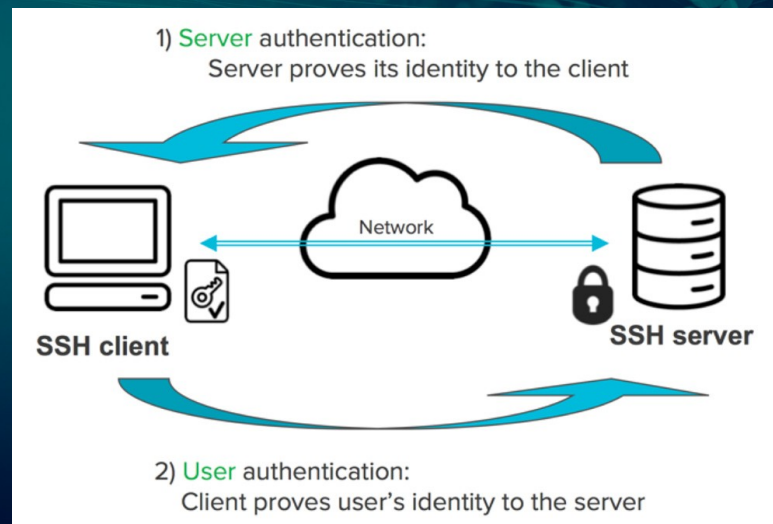 1) Server authentication:
Server proves its identity to the client
Network
SSH client
SSH server
2) User authentication:
Client proves user's identity to the server